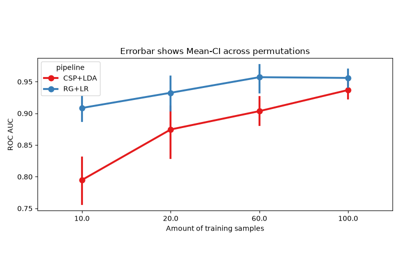 Errorbar shows Mean-CI across permutations
pipeline
CSP+LDA
RG+LR
0.95
0.90
0.85
0.80
0.75
ROC AUC
10.0 20.0 60.0 100.0
Amount of training samples